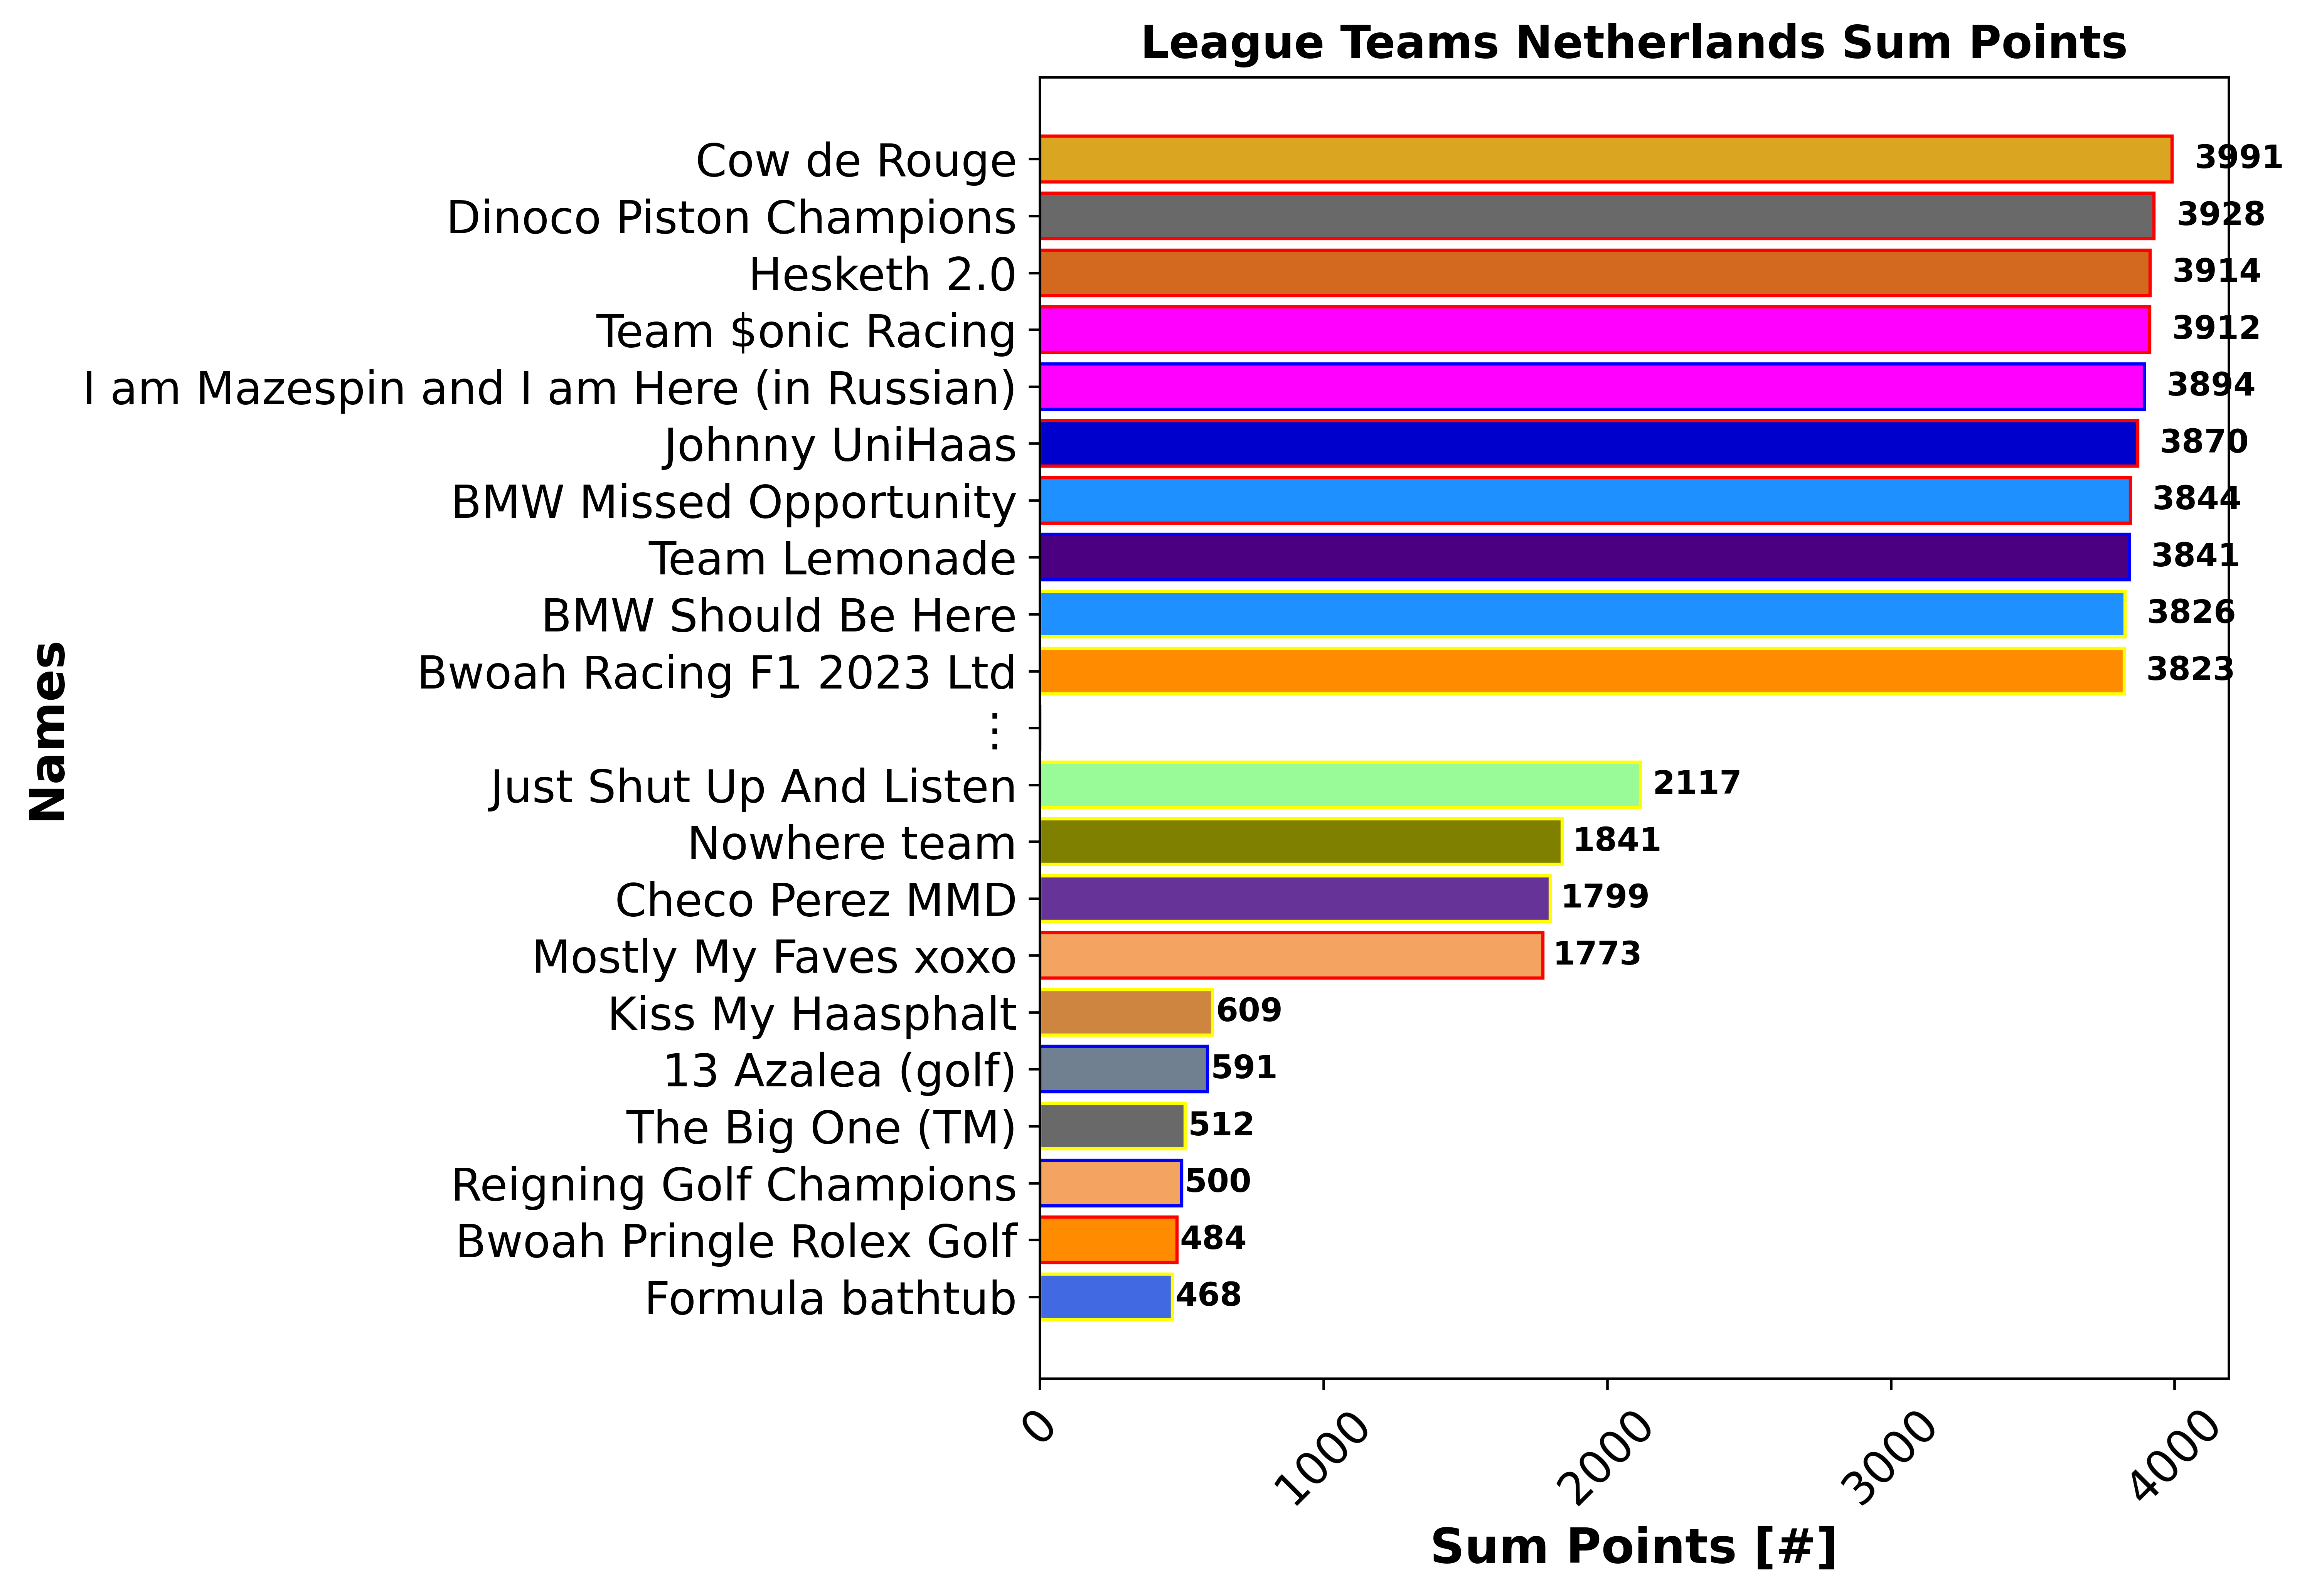 League Teams Netherlands Sum Points
Cow de Rouge 3991
Dinoco Piston Champions 3928
Hesketh 2.0 3914
Team $onic Racing 3912
I am Mazespin and I am Here (in Russian) 3894
Johnny UniHaas 3870
BMW Missed Opportunity 3844
Team Lemonade 3841
BMW Should Be Here 3826
Bwoah Racing F1 2023 Ltd 3823
⋮
Just Shut Up And Listen 2117
Nowhere team 1841
Checo Perez MMD 1799
Mostly My Faves xoxo 1773
Kiss My Haasphalt 609
13 Azalea (golf) 591
The Big One (TM) 512
Reigning Golf Champions 500
Bwoah Pringle Rolex Golf 484
Formula bathtub 468
Names
0 1000 2000 3000 4000
Sum Points [#]